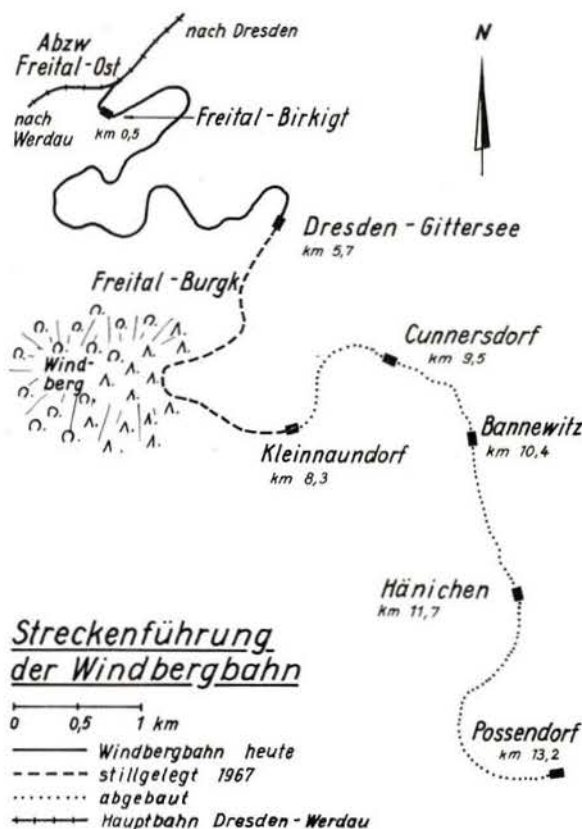 nach Dresden
Abzw
Freital-Ost
N
nach
Werdau
km 0,5
Freital-Birkigt
Dresden-Gittersee
km 5,7
Freital-Burgk
Wind-
berg
Cunnersdorf
km 9,5
Bannewitz
km 10,4
Kleinnaundorf
km 8,3
Hänichen
km 11,7
Streckenführung
der Windbergbahn
0 0,5 1 km
Windbergbahn heute
stillgelegt 1967
abgebaut
Hauptbahn Dresden-Werdau
Possendorf
km 13,2